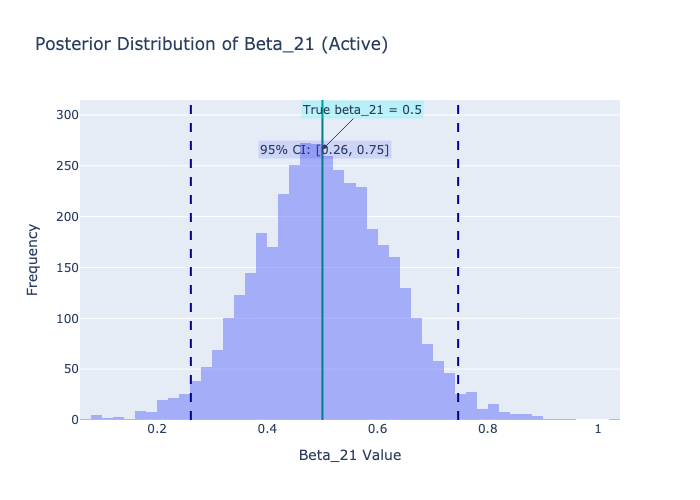 Posterior Distribution of Beta_21 (Active)
True beta_21 = 0.5
95% CI: [0.26, 0.75]
300
250
200
150
100
50
0
Frequency
0.2
0.4
0.6
0.8
1
Beta_21 Value